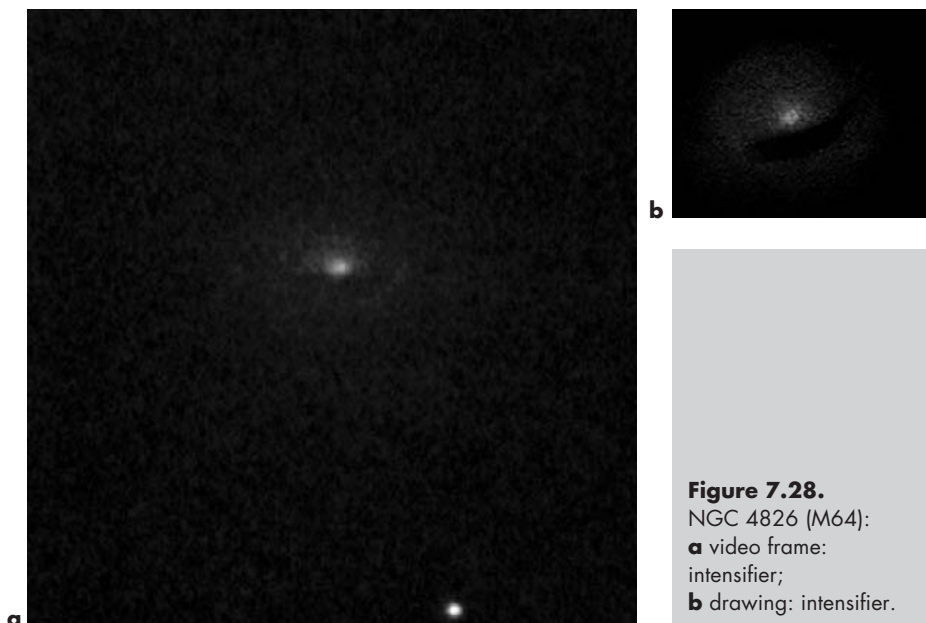 b
Figure 7.28.
NGC 4826 (M64):
a video frame:
intensifier;
b drawing: intensifier.
a